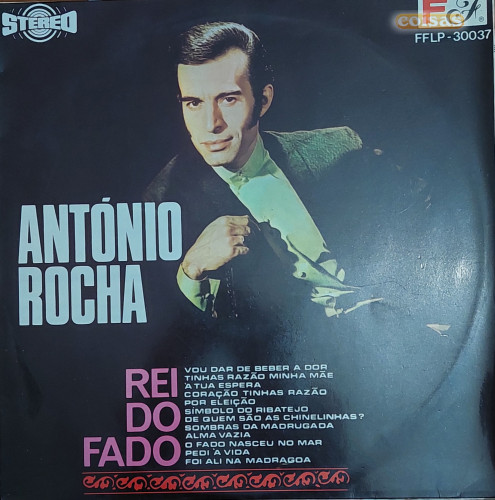 STEREO
EF
coisas
FFLP-30037
ANTÓNIO
ROCHA
REI
DO
FADO
VOU DAR DE BEBER A DOR
TINHAS RAZÃO MINHA MÃE
A TUA ESPERA
CORAÇÃO TINHAS RAZÃO
POR ELEIÇÃO
SÍMBOLO DO RIBATEJO
DE QUEM SÃO AS CHINELINHAS?
SOMBRAS DA MADRUGADA
ALMA VAZIA
O FADO NASCEU NO MAR
PEDI A VIDA
FOI ALI NA MADRAGOA